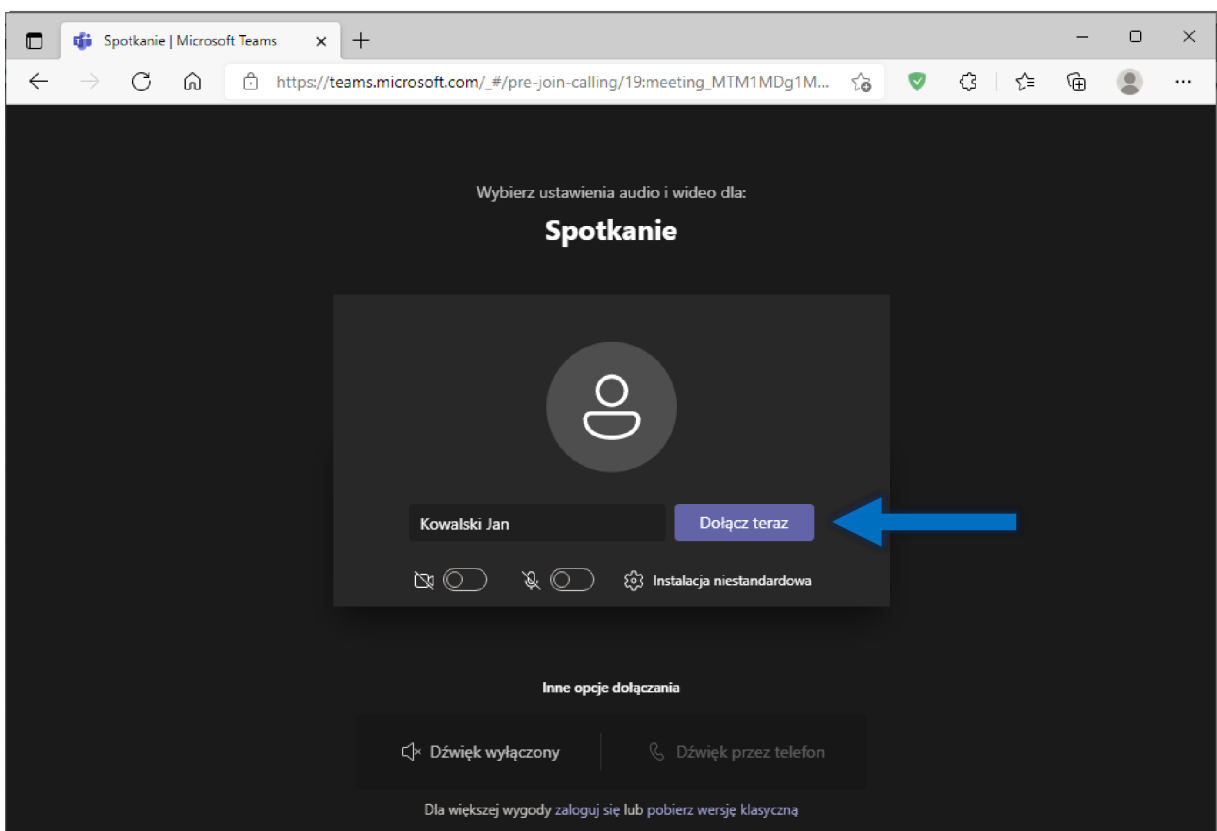 Spotkanie | Microsoft Teams
https://teams.microsoft.com/_#/pre-join-calling/19:meeting_MTM1MDg1M...
Wybierz ustawienia audio i wideo dla:
Spotkanie
Kowalski Jan
Dołącz teraz
Instalacja niestandardowa
Inne opcje dołączania
Dźwięk wyłączony
Dźwięk przez telefon
Dla większej wygody zaloguj się lub pobierz wersję klasyczną